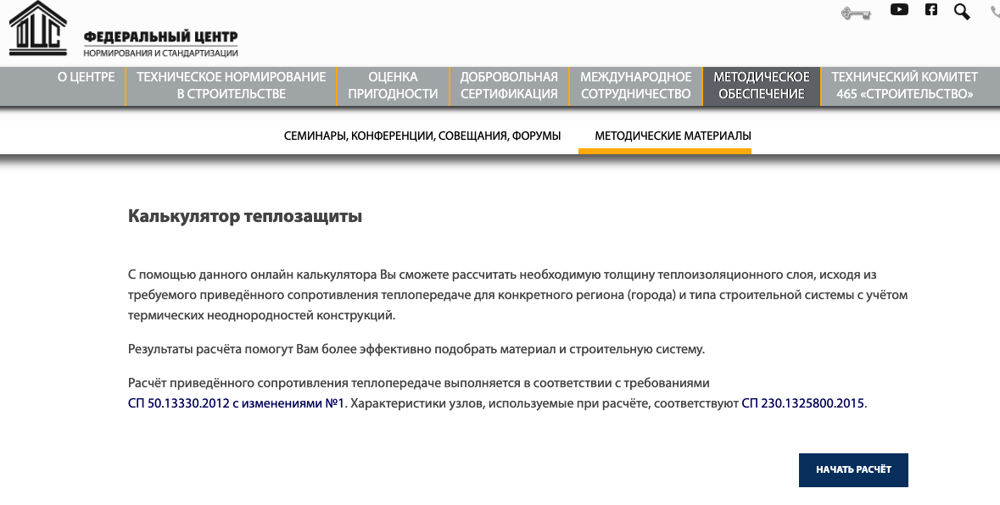 ФЦС
ФЕДЕРАЛЬНЫЙ ЦЕНТР
НОРМИРОВАНИЯ И СТАНДАРТИЗАЦИИ
О ЦЕНТРЕ
ТЕХНИЧЕСКОЕ НОРМИРОВАНИЕ
В СТРОИТЕЛЬСТВЕ
ОЦЕНКА
ПРИГОДНОСТИ
ДОБРОВОЛЬНАЯ
СЕРТИФИКАЦИЯ
МЕЖДУНАРОДНОЕ
СОТРУДНИЧЕСТВО
МЕТОДИЧЕСКОЕ
ОБЕСПЕЧЕНИЕ
ТЕХНИЧЕСКИЙ КОМИТЕТ
465 «СТРОИТЕЛЬСТВО»
СЕМИНАРЫ, КОНФЕРЕНЦИИ, СОВЕЩАНИЯ, ФОРУМЫ
МЕТОДИЧЕСКИЕ МАТЕРИАЛЫ
Калькулятор теплозащиты
С помощью данного онлайн калькулятора Вы сможете рассчитать необходимую толщину теплоизоляционного слоя, исходя из
требуемого приведённого сопротивления теплопередаче для конкретного региона (города) и типа строительной системы с учётом
термических неоднородностей конструкций.
Результаты расчёта помогут Вам более эффективно подобрать материал и строительную систему.
Расчёт приведённого сопротивления теплопередаче выполняется в соответствии с требованиями
СП 50.13330.2012 с изменениями №1. Характеристики узлов, используемые при расчёте, соответствуют СП 230.1325800.2015.
НАЧАТЬ РАСЧЁТ